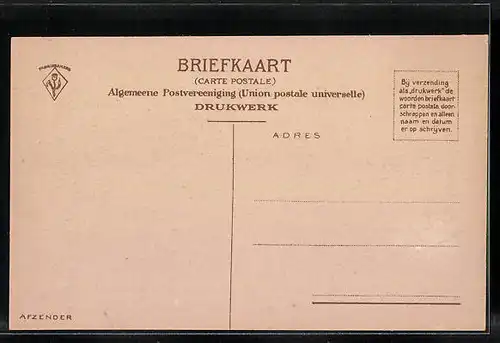 BRIEFKAART
(CARTE POSTALE)
Algemeene Postvereeniging (Union postale universelle)
DRUKWERK
Bij verzending
als „drukwerk" de
woorden briefkaart
carte postale door-
schrappen en alleen
naam en datum
er op schrijven.
ADRES
AFZENDER